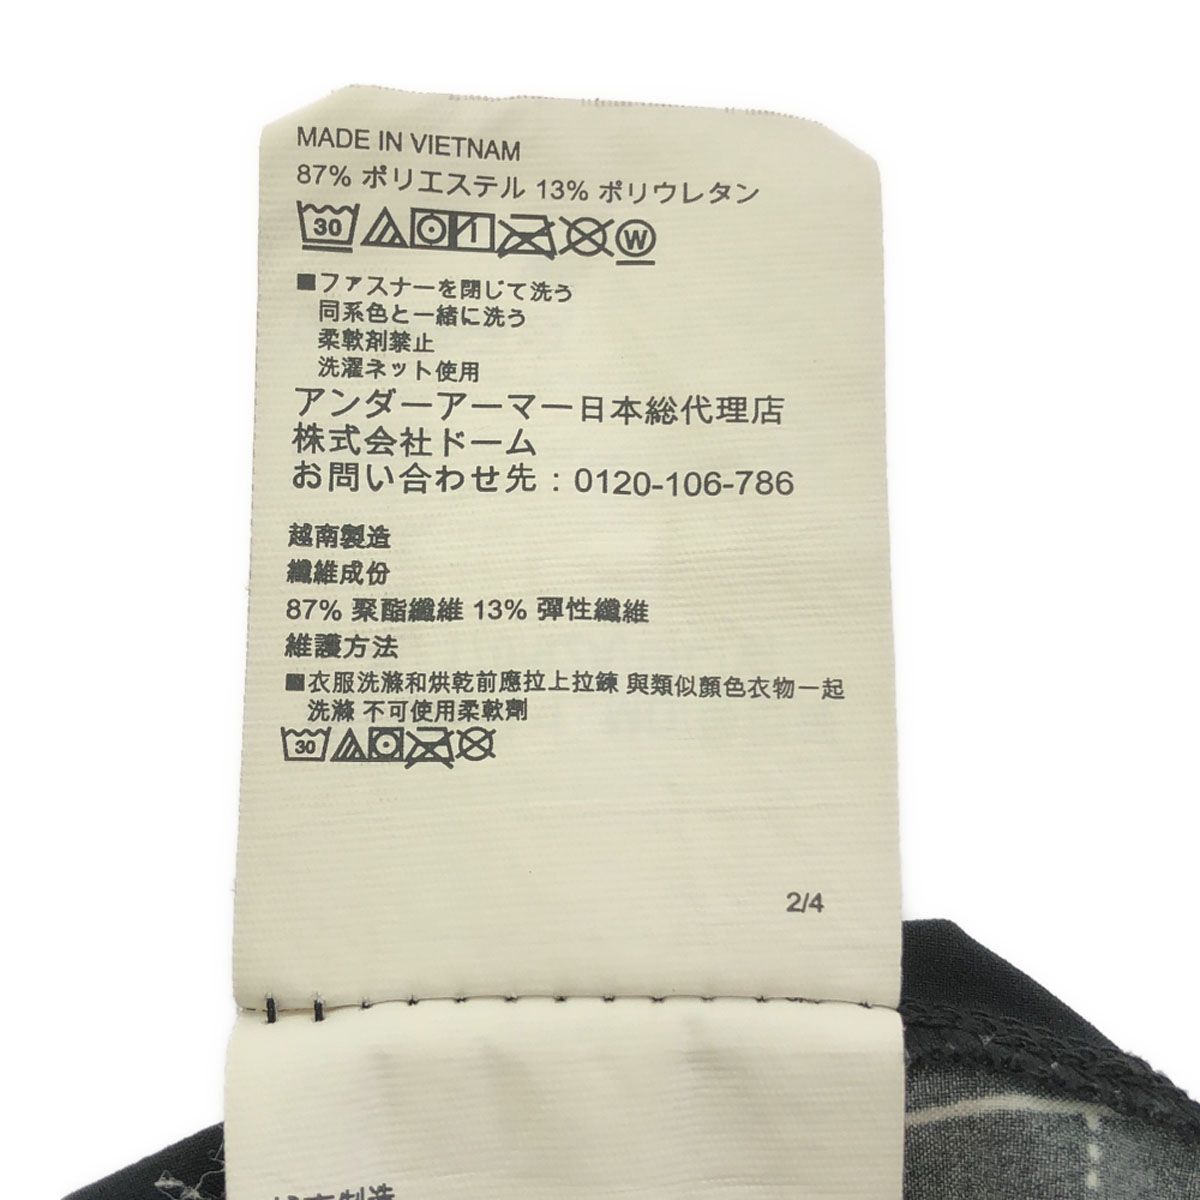 MADE IN VIETNAM
87% ポリエステル 13% ポリウレタン
30 W
■ファスナーを閉じて洗う
同系色と一緒に洗う
柔軟剤禁止
洗濯ネット使用
アンダーアーマー日本総代理店
株式会社ドーム
お問い合わせ先：0120-106-786
越南製造
纖維成份
87% 聚酯纖維 13% 彈性纖維
維護方法
■衣服洗滌和烘乾前應拉上拉鍊 與類似顏色衣物一起
洗滌 不可使用柔軟劑
30
2/4